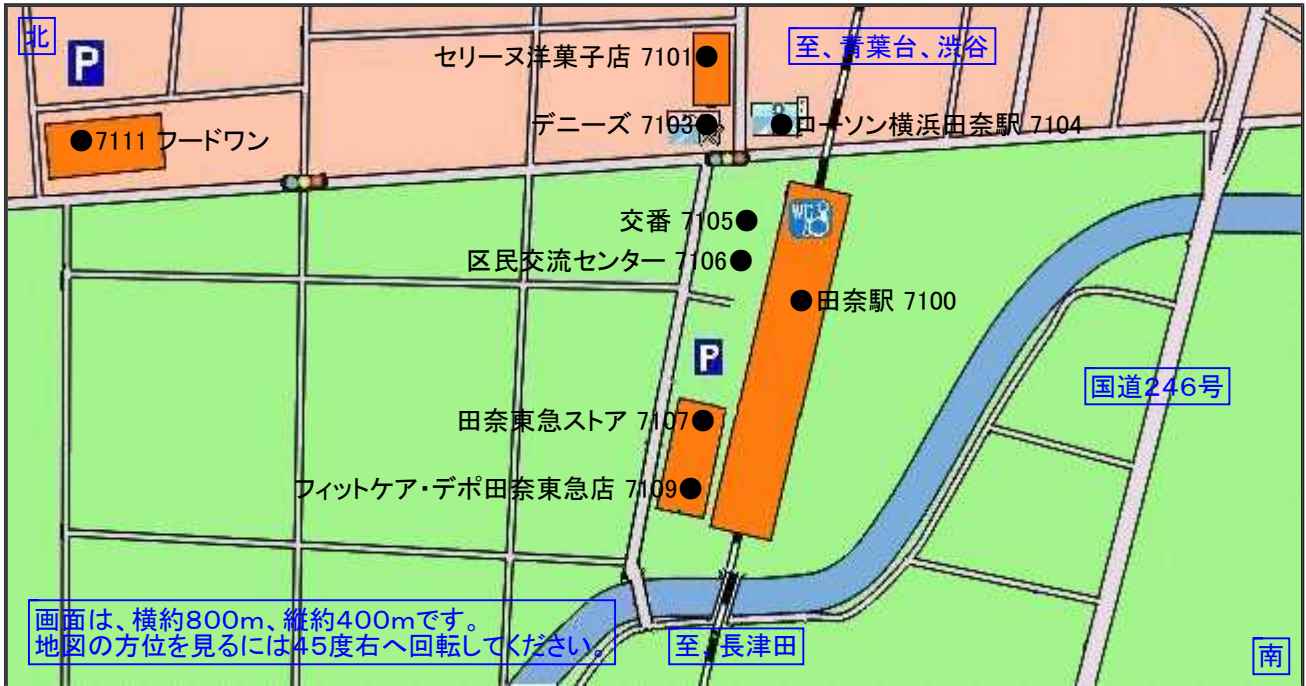 北
P
セリーヌ洋菓子店 7101
至、青葉台、渋谷
デニーズ 7103
ローソン横浜田奈駅 7104
7111 フードワン
交番 7105
WC
区民交流センター 7106
田奈駅 7100
P
国道246号
田奈東急ストア 7107
フィットケア・デポ田奈東急店 7109
画面は、横約800m、縦約400mです。
地図の方位を見るには45度右へ回転してください。
至、長津田
南